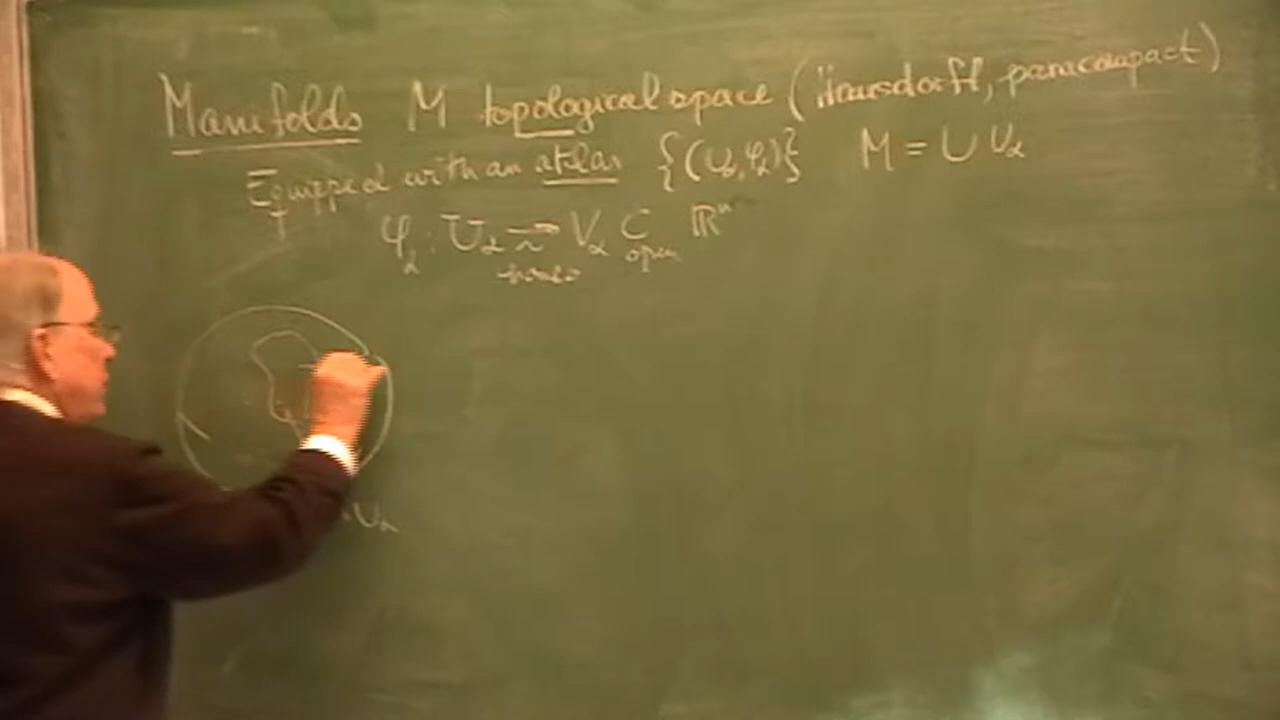 Manifolds M topological space (Hausdorff, paracompact)
Equipped with an atlas {(Uα, φα)} M = ∪ Uα
φα : Uα →~ Vα ⊂ ℝⁿ
homeo open
Uα